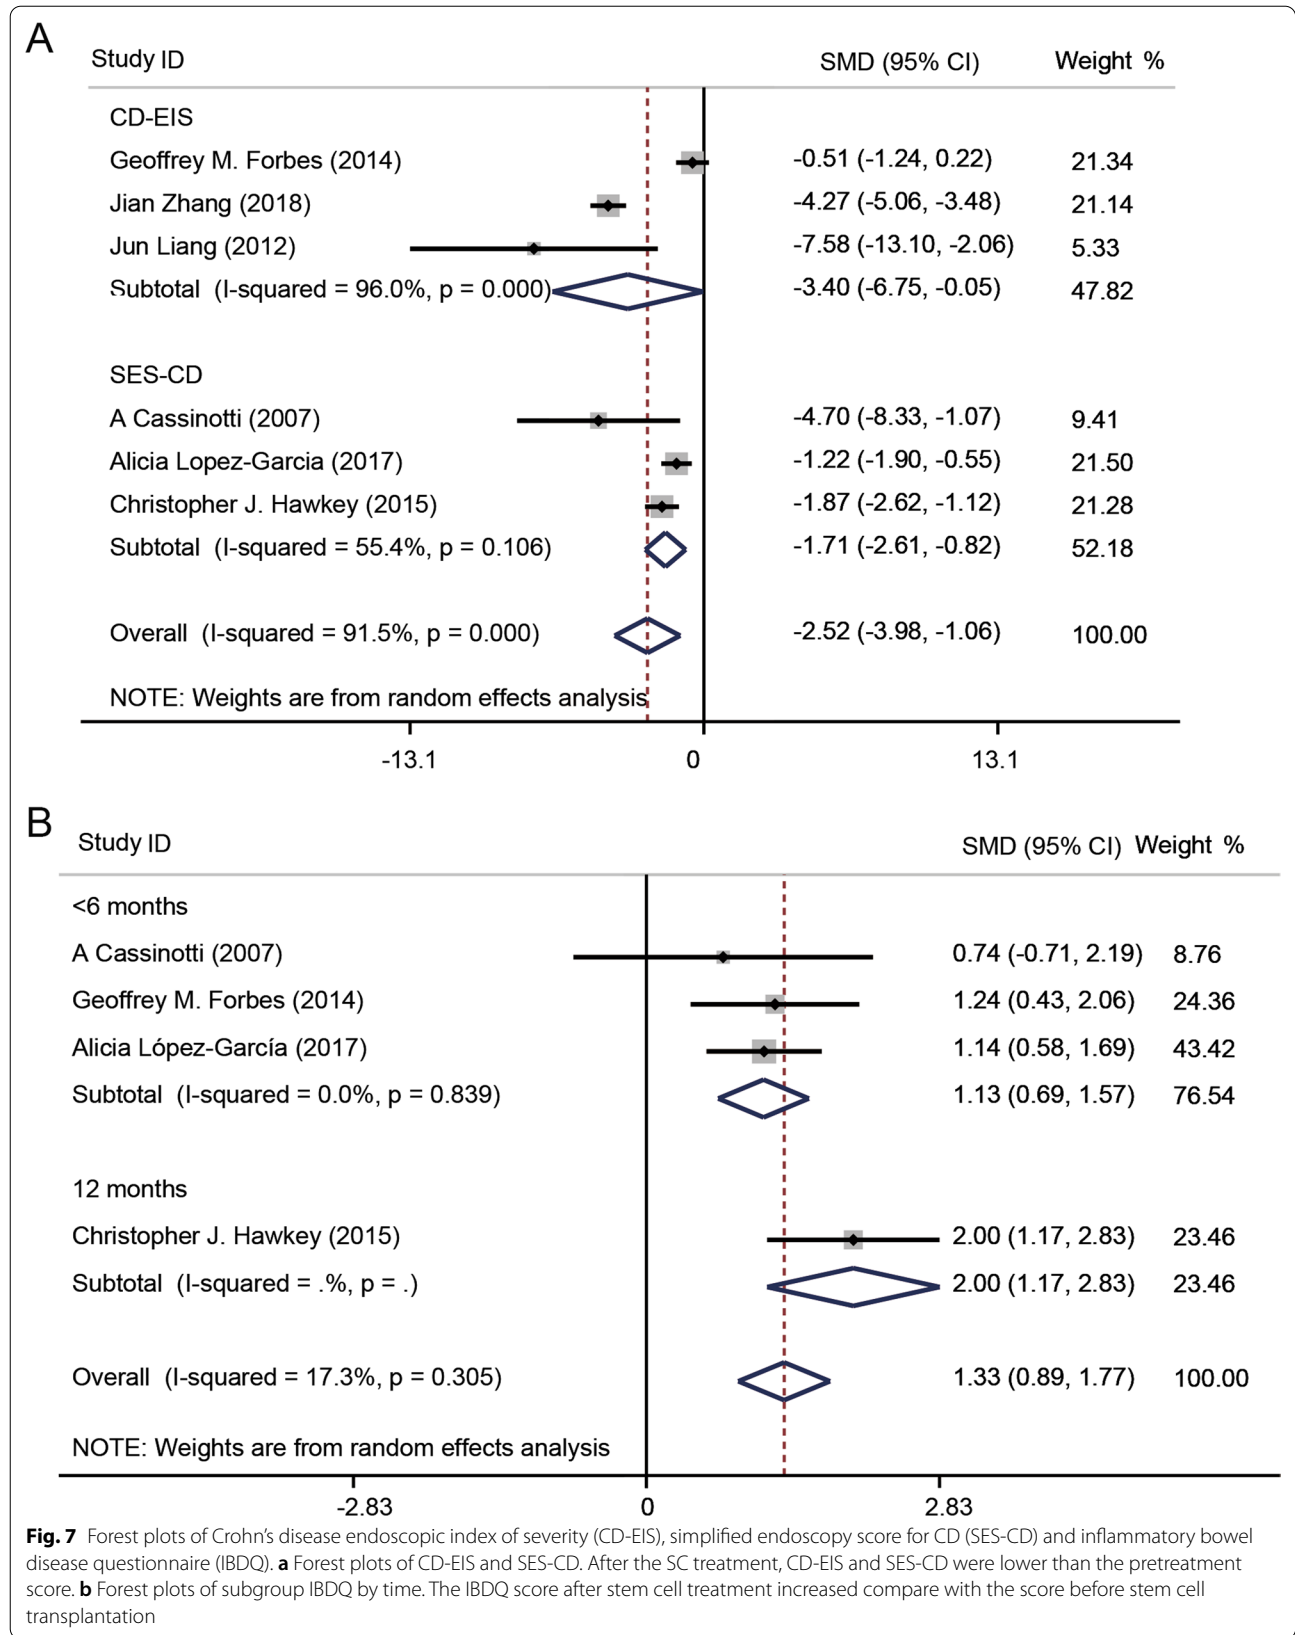 A
Study ID SMD (95% CI) Weight %
CD-EIS
Geoffrey M. Forbes (2014) -0.51 (-1.24, 0.22) 21.34
Jian Zhang (2018) -4.27 (-5.06, -3.48) 21.14
Jun Liang (2012) -7.58 (-13.10, -2.06) 5.33
Subtotal (I-squared = 96.0%, p = 0.000) -3.40 (-6.75, -0.05) 47.82
SES-CD
A Cassinotti (2007) -4.70 (-8.33, -1.07) 9.41
Alicia Lopez-Garcia (2017) -1.22 (-1.90, -0.55) 21.50
Christopher J. Hawkey (2015) -1.87 (-2.62, -1.12) 21.28
Subtotal (I-squared = 55.4%, p = 0.106) -1.71 (-2.61, -0.82) 52.18
Overall (I-squared = 91.5%, p = 0.000) -2.52 (-3.98, -1.06) 100.00
NOTE: Weights are from random effects analysis
-13.1 0 13.1
B
Study ID SMD (95% CI) Weight %
<6 months
A Cassinotti (2007) 0.74 (-0.71, 2.19) 8.76
Geoffrey M. Forbes (2014) 1.24 (0.43, 2.06) 24.36
Alicia López-García (2017) 1.14 (0.58, 1.69) 43.42
Subtotal (I-squared = 0.0%, p = 0.839) 1.13 (0.69, 1.57) 76.54
12 months
Christopher J. Hawkey (2015) 2.00 (1.17, 2.83) 23.46
Subtotal (I-squared = .%, p = .) 2.00 (1.17, 2.83) 23.46
Overall (I-squared = 17.3%, p = 0.305) 1.33 (0.89, 1.77) 100.00
NOTE: Weights are from random effects analysis
-2.83 0 2.83
Fig. 7 Forest plots of Crohn's disease endoscopic index of severity (CD-EIS), simplified endoscopy score for CD (SES-CD) and inflammatory bowel
disease questionnaire (IBDQ). a Forest plots of CD-EIS and SES-CD. After the SC treatment, CD-EIS and SES-CD were lower than the pretreatment
score. b Forest plots of subgroup IBDQ by time. The IBDQ score after stem cell treatment increased compare with the score before stem cell
transplantation